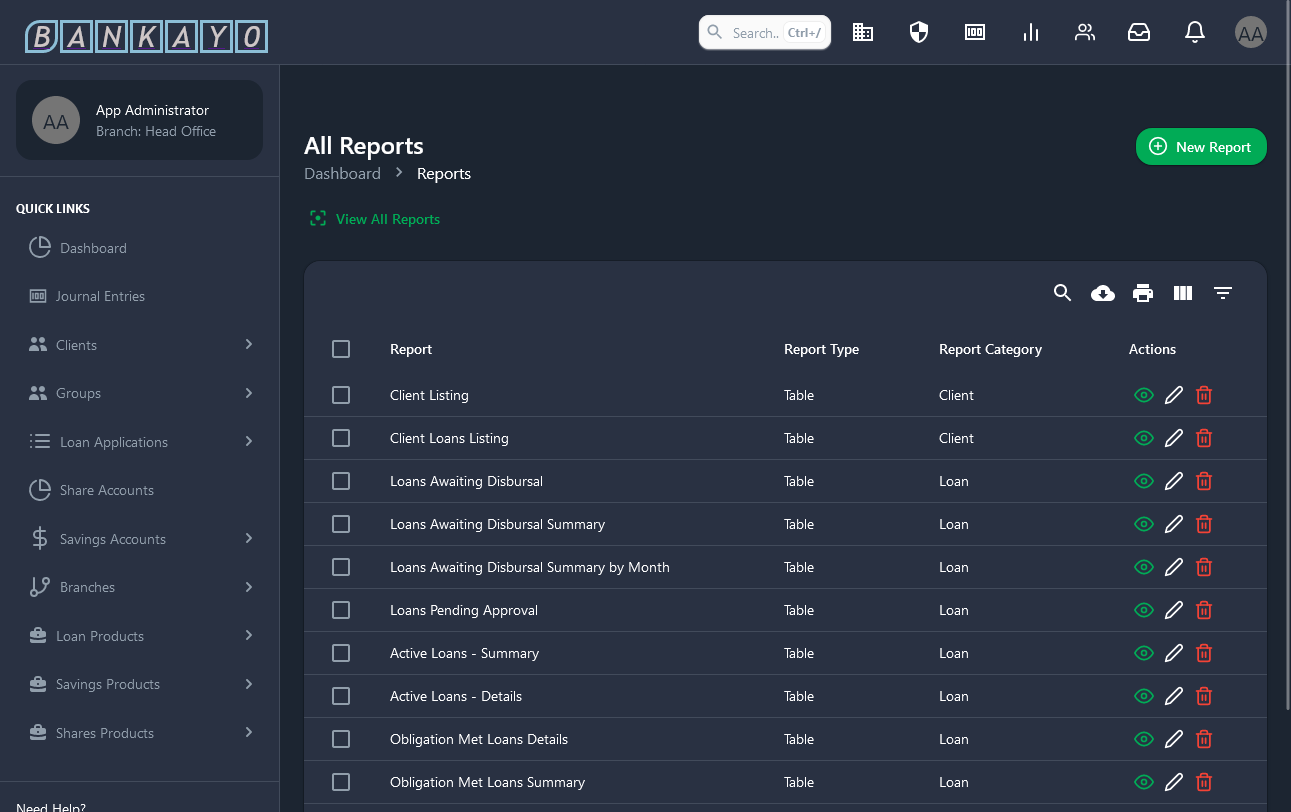 BANKAYO
Search.. Ctrl+/
AA
AA
App Administrator
Branch: Head Office
QUICK LINKS
Dashboard
Journal Entries
Clients
Groups
Loan Applications
Share Accounts
Savings Accounts
Branches
Loan Products
Savings Products
Shares Products
Need Help?
All Reports
Dashboard > Reports
New Report
View All Reports
Report Report Type Report Category Actions
Client Listing Table Client
Client Loans Listing Table Client
Loans Awaiting Disbursal Table Loan
Loans Awaiting Disbursal Summary Table Loan
Loans Awaiting Disbursal Summary by Month Table Loan
Loans Pending Approval Table Loan
Active Loans - Summary Table Loan
Active Loans - Details Table Loan
Obligation Met Loans Details Table Loan
Obligation Met Loans Summary Table Loan